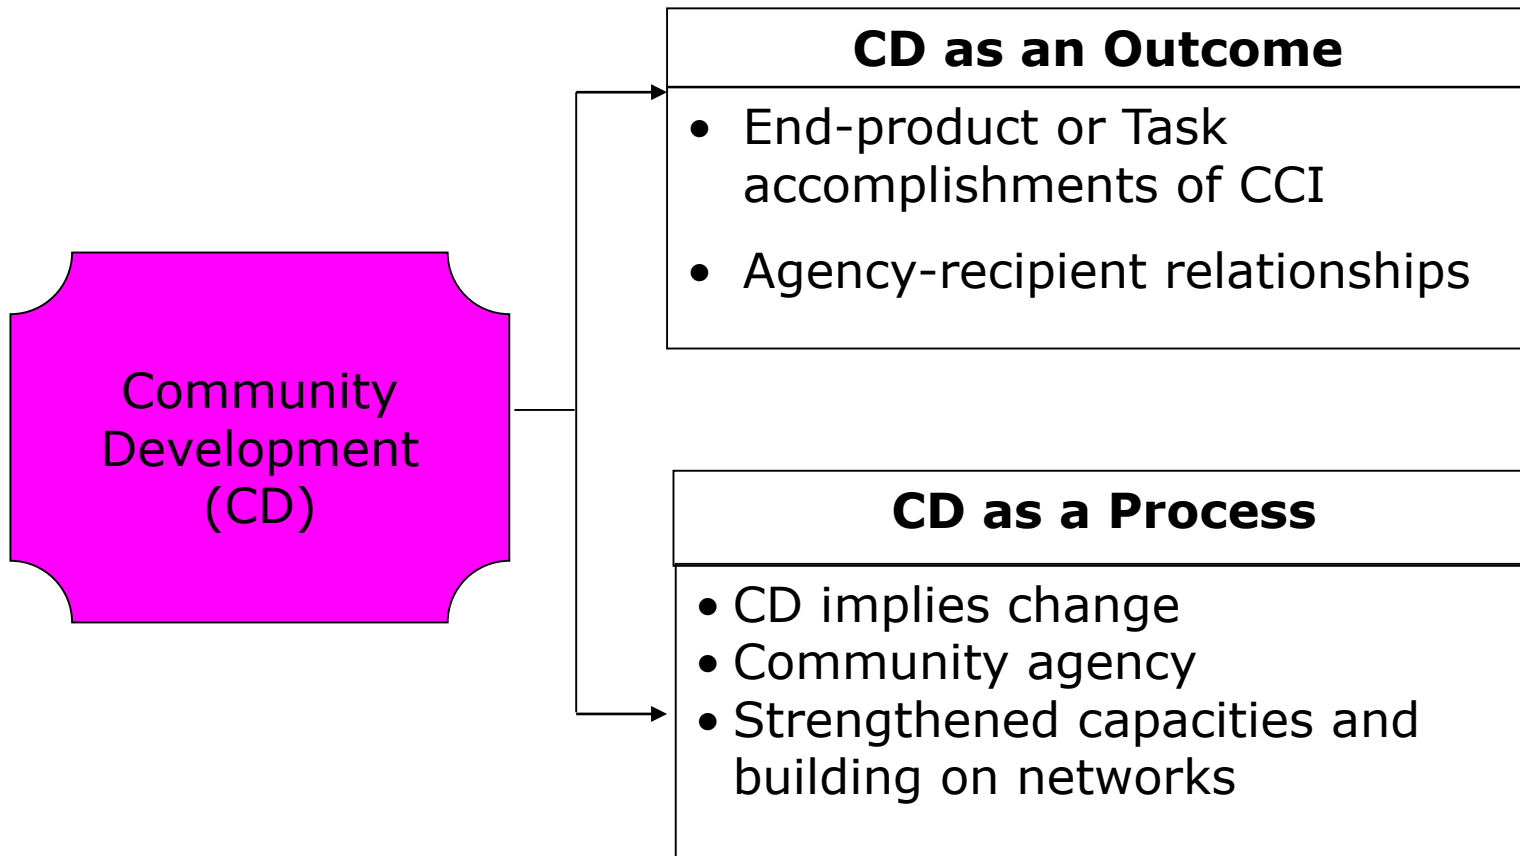 CD as an Outcome
• End-product or Task
accomplishments of CCI
• Agency-recipient relationships
Community
Development
(CD)
CD as a Process
• CD implies change
• Community agency
• Strengthened capacities and
building on networks